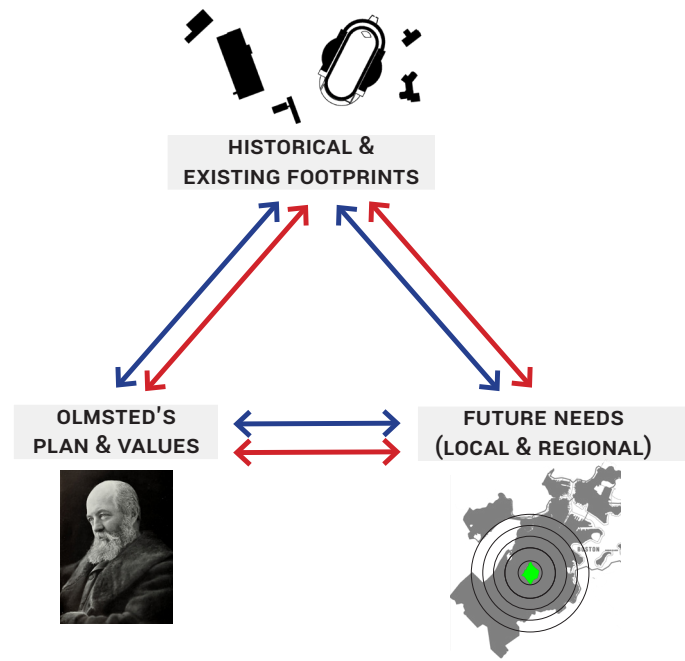 HISTORICAL &
EXISTING FOOTPRINTS
OLMSTED'S
PLAN & VALUES
FUTURE NEEDS
(LOCAL & REGIONAL)
BOSTON